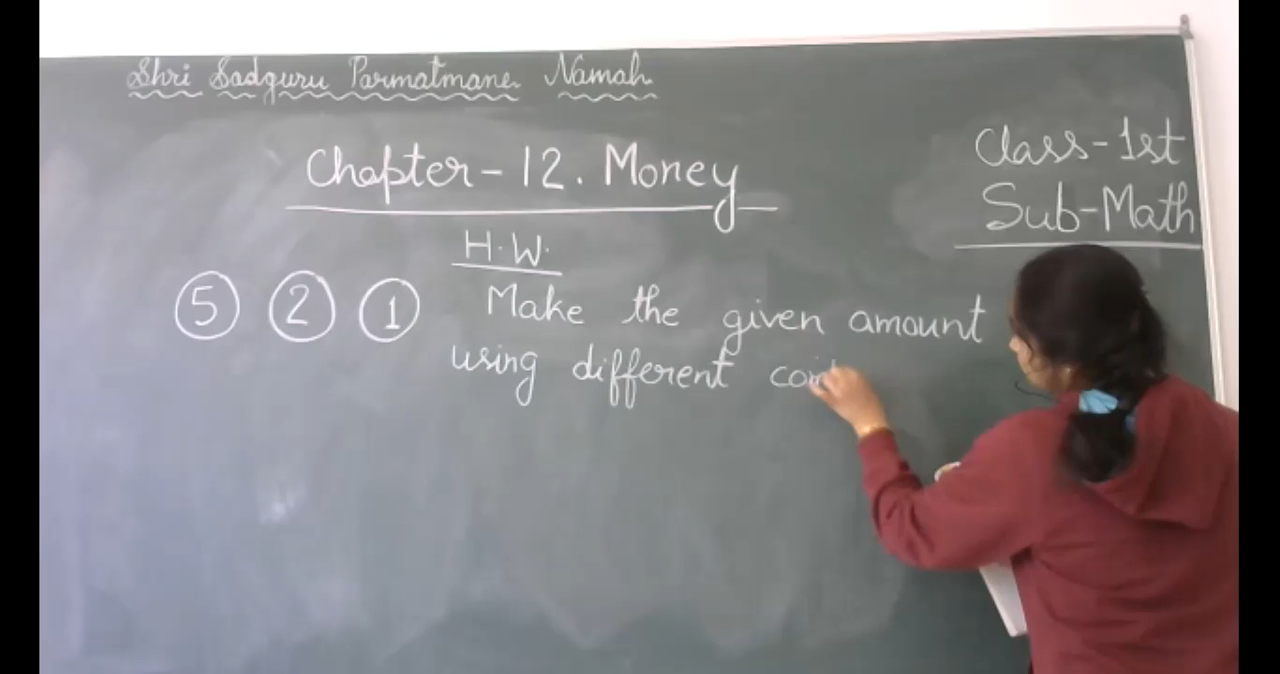 Shri Sadguru Parmatmane Namah
Chapter-12. Money
Class-1st
Sub-Math
H.W.
5 2 1 Make the given amount
using different